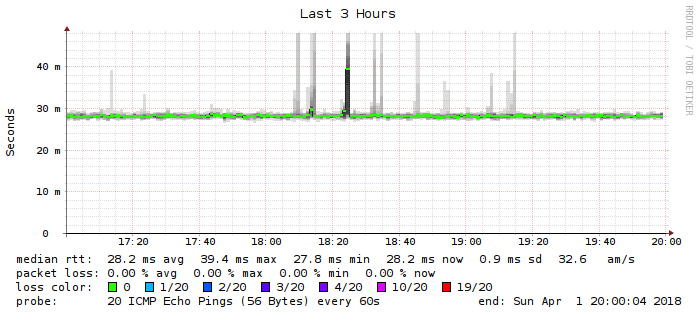 Last 3 Hours
RRDTOOL / TOBI OETIKER
Seconds
40 m
30 m
20 m
10 m
0
17:20 17:40 18:00 18:20 18:40 19:00 19:20 19:40 20:00
median rtt: 28.2 ms avg 39.4 ms max 27.8 ms min 28.2 ms now 0.9 ms sd 32.6 am/s
packet loss: 0.00 % avg 0.00 % max 0.00 % min 0.00 % now
loss color: 0 1/20 2/20 3/20 4/20 10/20 19/20
probe: 20 ICMP Echo Pings (56 Bytes) every 60s end: Sun Apr 1 20:00:04 2018